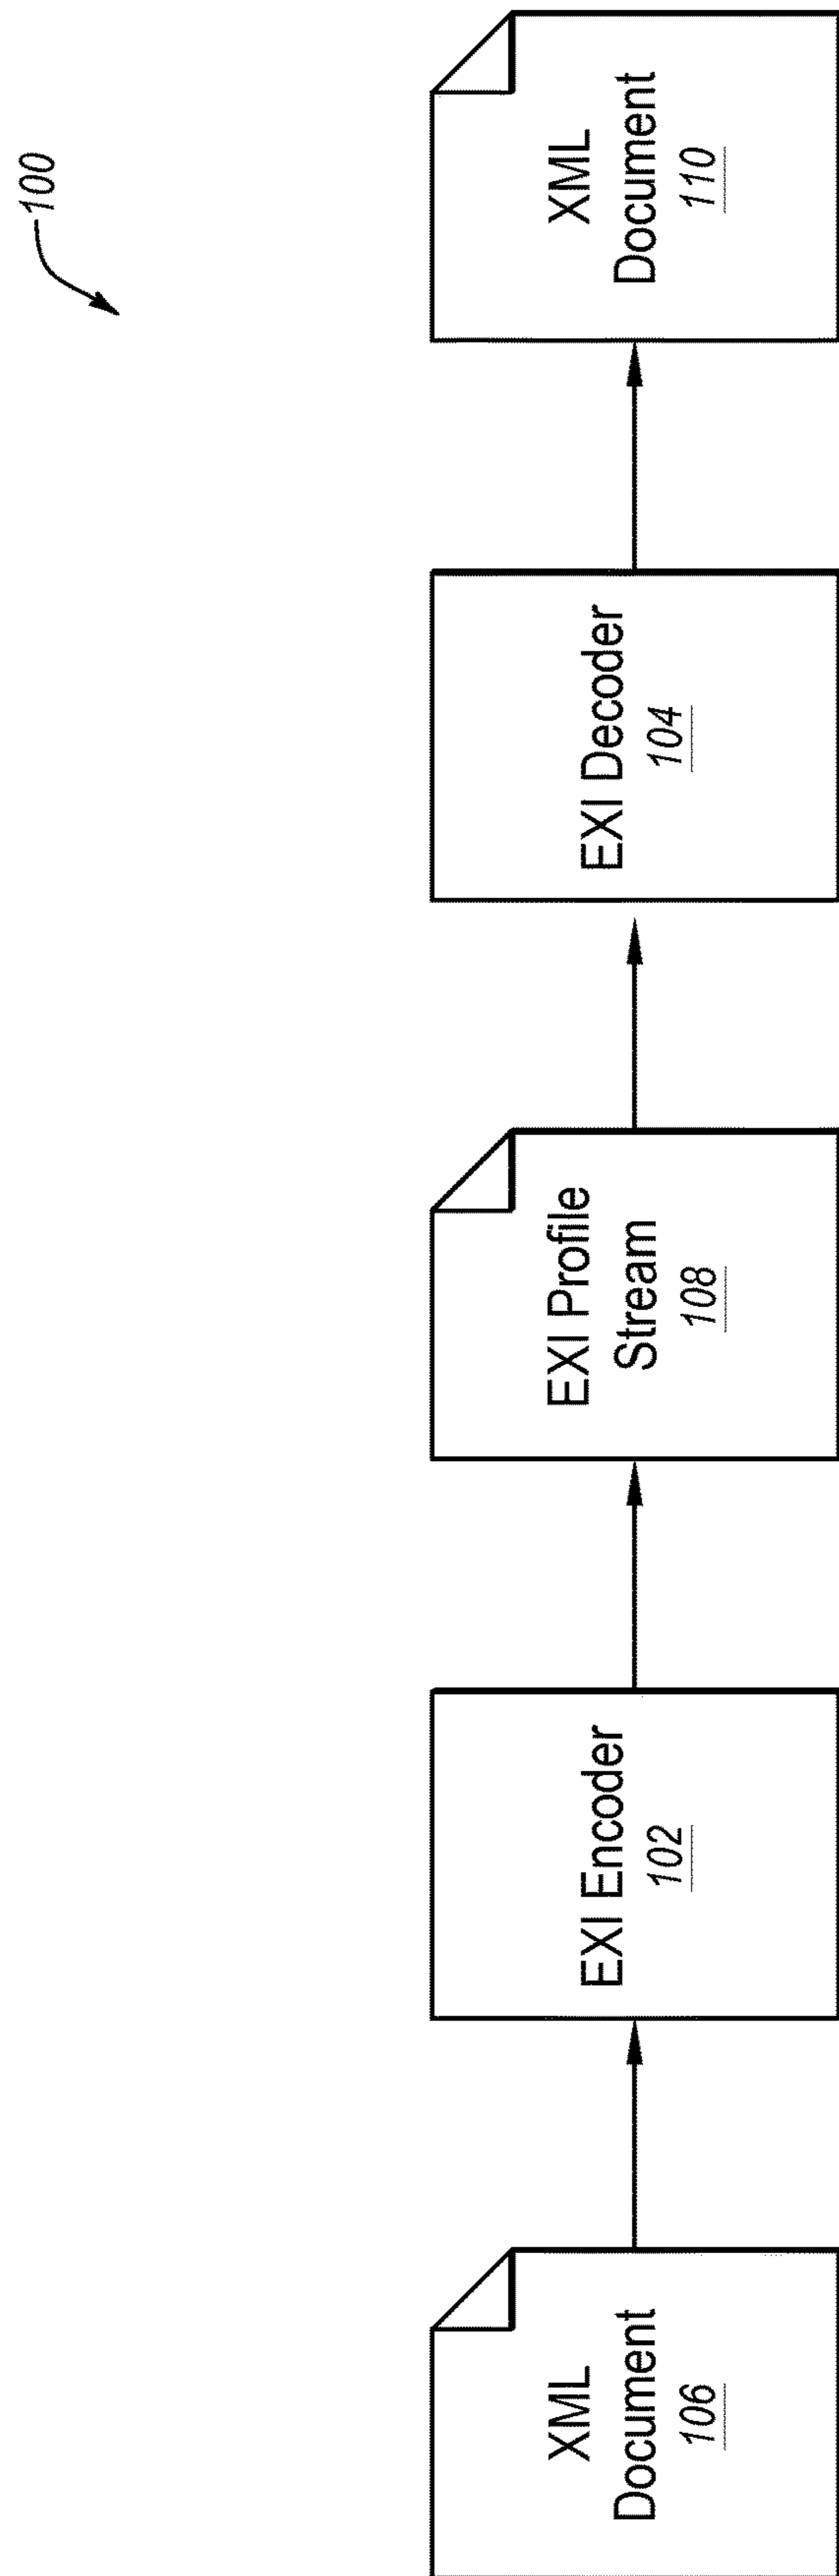 100
XML
Document
106
EXI Encoder
102
EXI Profile
Stream
108
EXI Decoder
104
XML
Document
110